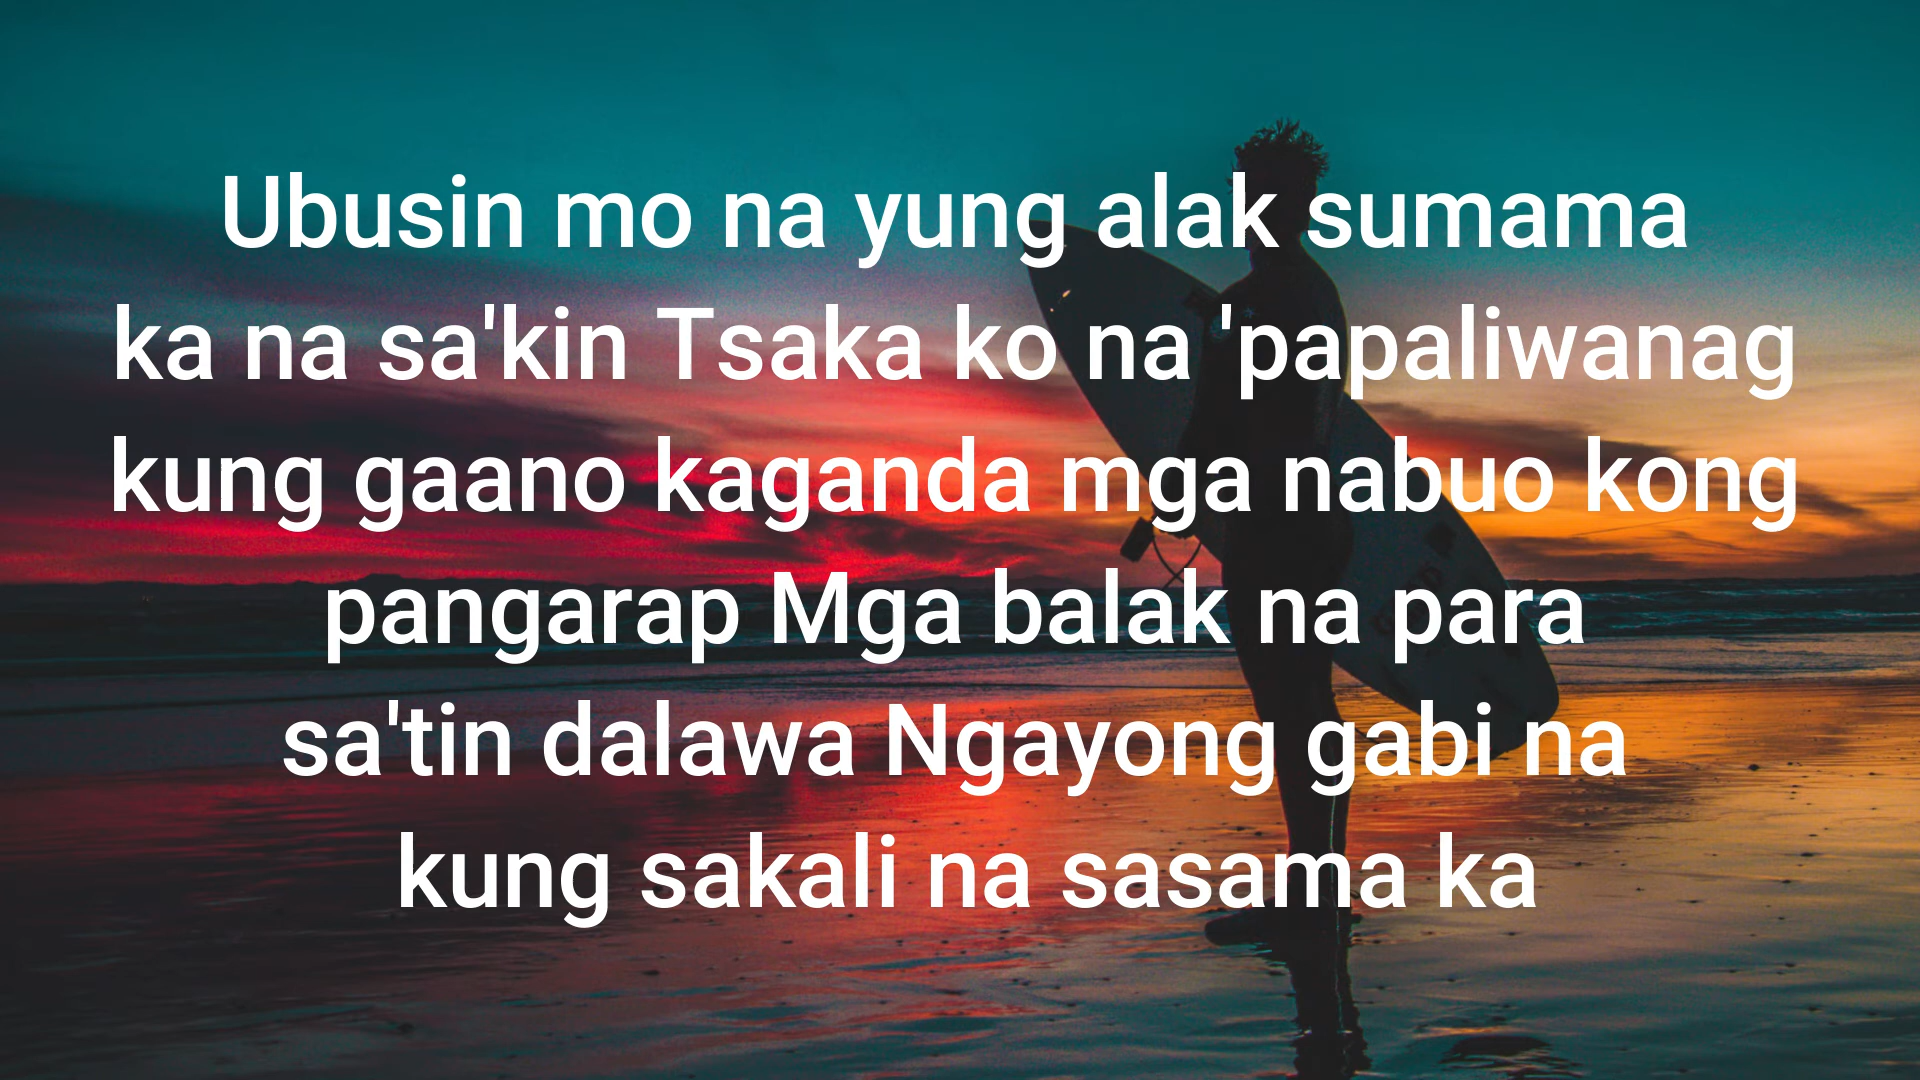 Ubusin mo na yung alak sumama
ka na sa'kin Tsaka ko na 'papaliwanag
kung gaano kaganda mga nabuo kong
pangarap Mga balak na para
sa'tin dalawa Ngayong gabi na
kung sakali na sasama ka